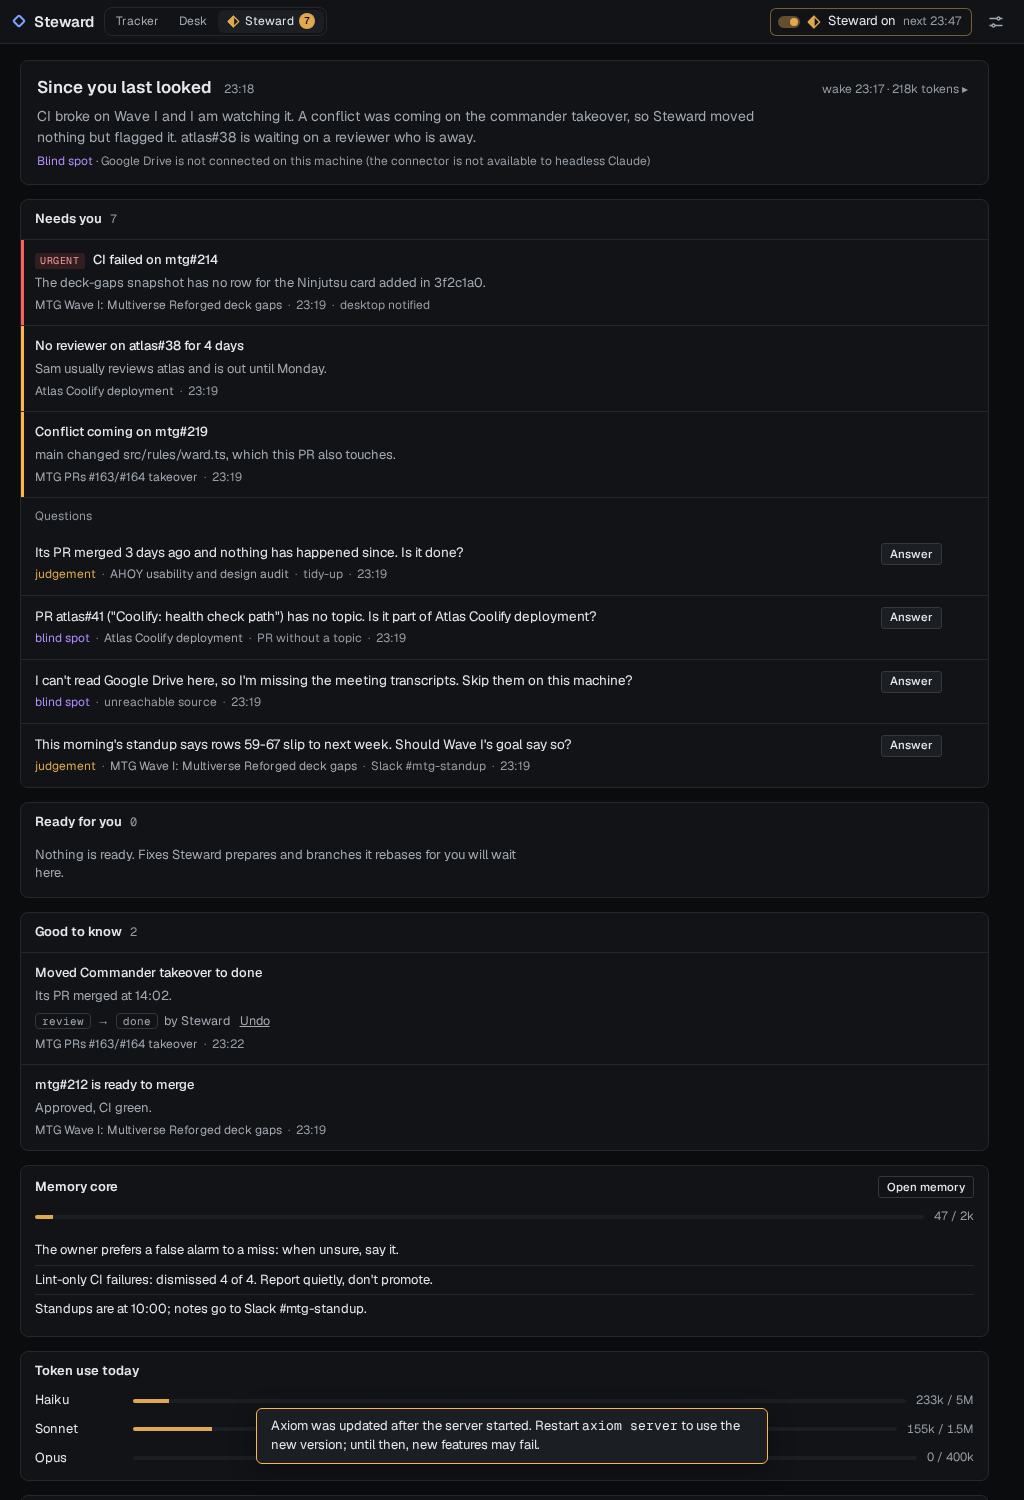 Steward
Tracker Desk Steward 7
Steward on next 23:47
Since you last looked 23:18
wake 23:17 · 218k tokens ▸
CI broke on Wave I and I am watching it. A conflict was coming on the commander takeover, so Steward moved
nothing but flagged it. atlas#38 is waiting on a reviewer who is away.
Blind spot · Google Drive is not connected on this machine (the connector is not available to headless Claude)
Needs you 7
URGENT CI failed on mtg#214
The deck-gaps snapshot has no row for the Ninjutsu card added in 3f2c1a0.
MTG Wave I: Multiverse Reforged deck gaps · 23:19 · desktop notified
No reviewer on atlas#38 for 4 days
Sam usually reviews atlas and is out until Monday.
Atlas Coolify deployment · 23:19
Conflict coming on mtg#219
main changed src/rules/ward.ts, which this PR also touches.
MTG PRs #163/#164 takeover · 23:19
Questions
Its PR merged 3 days ago and nothing has happened since. Is it done?
Answer
judgement · AHOY usability and design audit · tidy-up · 23:19
PR atlas#41 ("Coolify: health check path") has no topic. Is it part of Atlas Coolify deployment?
Answer
blind spot · Atlas Coolify deployment · PR without a topic · 23:19
I can't read Google Drive here, so I'm missing the meeting transcripts. Skip them on this machine?
Answer
blind spot · unreachable source · 23:19
This morning's standup says rows 59-67 slip to next week. Should Wave I's goal say so?
Answer
judgement · MTG Wave I: Multiverse Reforged deck gaps · Slack #mtg-standup · 23:19
Ready for you 0
Nothing is ready. Fixes Steward prepares and branches it rebases for you will wait
here.
Good to know 2
Moved Commander takeover to done
Its PR merged at 14:02.
review → done by Steward Undo
MTG PRs #163/#164 takeover · 23:22
mtg#212 is ready to merge
Approved, CI green.
MTG Wave I: Multiverse Reforged deck gaps · 23:19
Memory core
Open memory
47 / 2k
The owner prefers a false alarm to a miss: when unsure, say it.
Lint-only CI failures: dismissed 4 of 4. Report quietly, don't promote.
Standups are at 10:00; notes go to Slack #mtg-standup.
Token use today
Haiku 233k / 5M
Sonnet 155k / 1.5M
Opus 0 / 400k
Axiom was updated after the server started. Restart axiom server to use the
new version; until then, new features may fail.